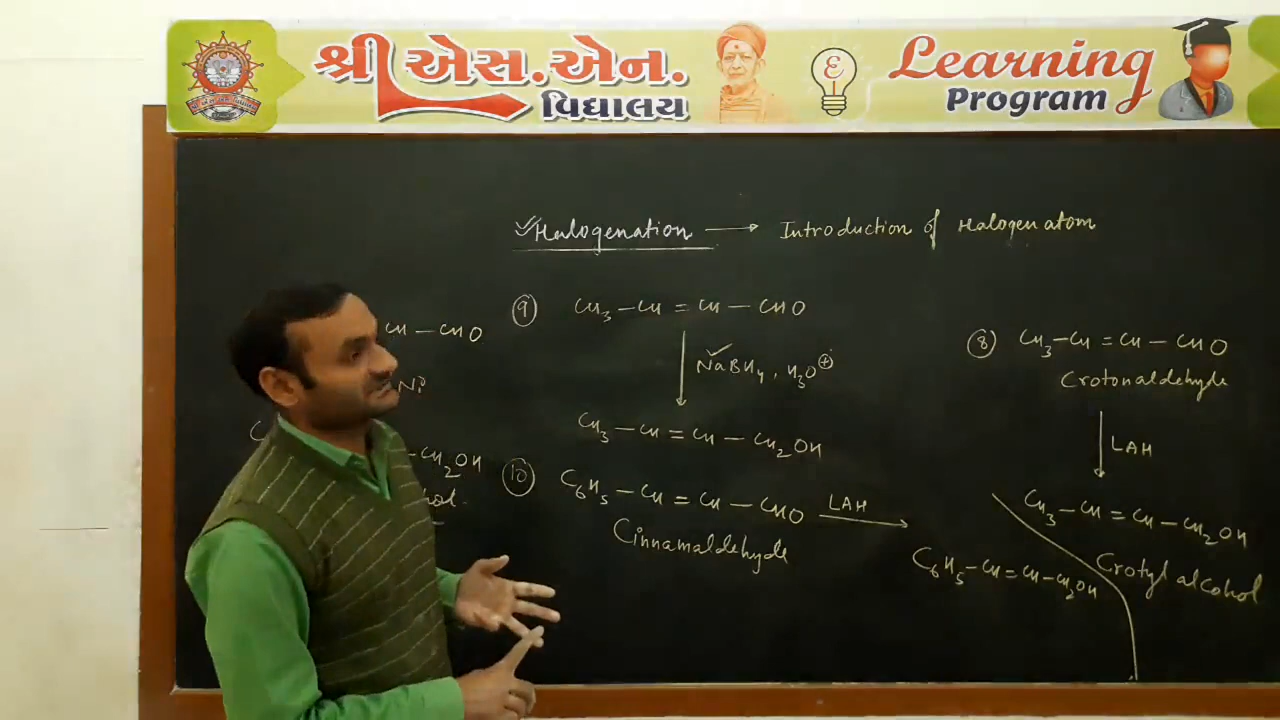 શ્રી એસ.એન.
વિદ્યાલય
Learning
Program
Halogenation → Introduction of Halogen atom
CH – CHO
Ni
– CH2OH
⑨ CH3 – CH = CH – CHO
NaBH4, H3O⊕
CH3 – CH = CH – CH2OH
⑩ C6H5 – CH = CH – CHO LAH →
Cinnamaldehyde
C6H5–CH=CH–CH2OH
⑧ CH3–CH = CH – CHO
Crotonaldehyde
LAH
CH3 – CH = CH – CH2OH
Crotyl alcohol